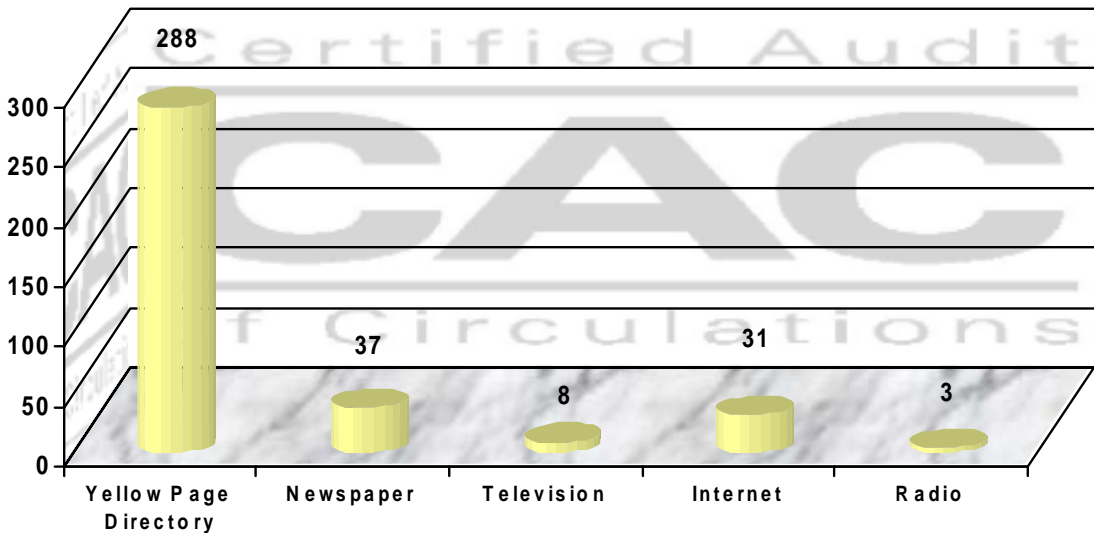 Certified Audit
CAC
of Circulations
288
37
8
31
3
300
250
200
150
100
50
0
Yellow Page
Directory
Newspaper
Television
Internet
Radio